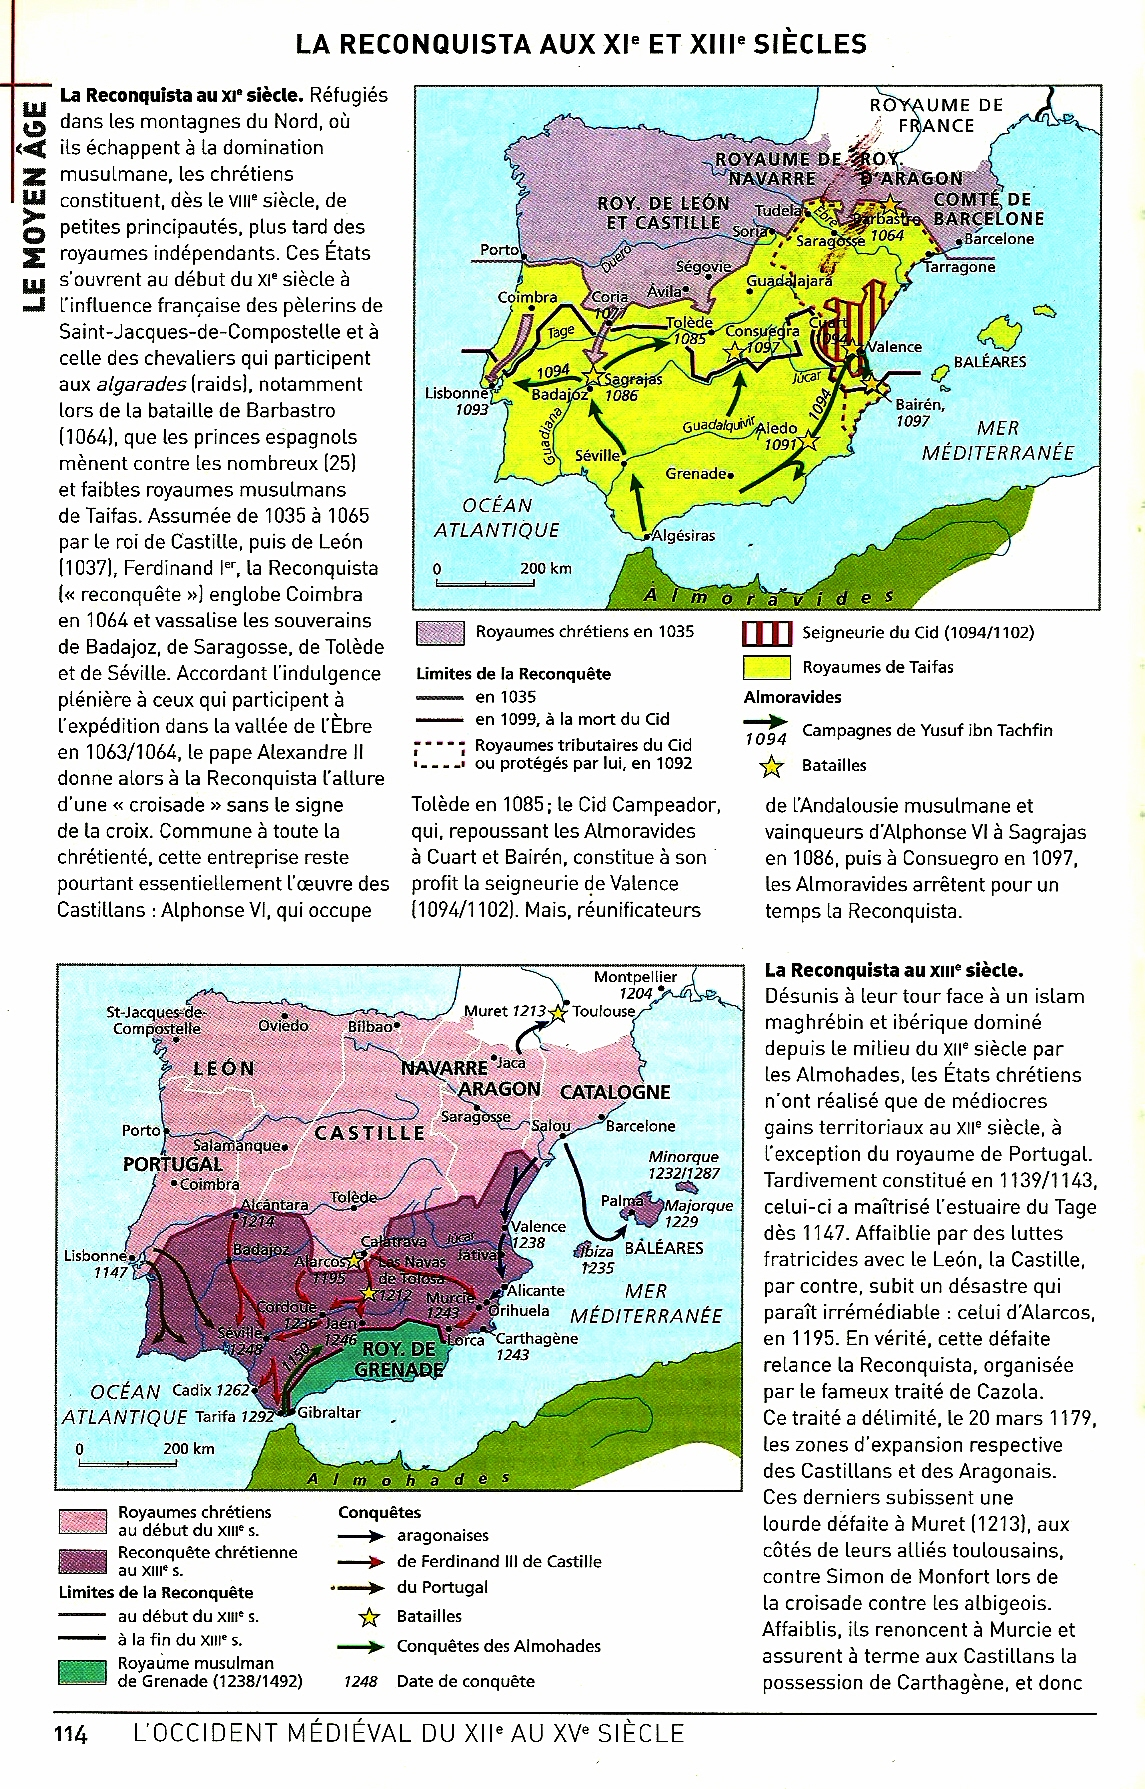 LA RECONQUISTA AUX XIe ET XIIIe SIÈCLES
LE MOYEN ÂGE
La Reconquista au XIe siècle. Réfugiés
dans les montagnes du Nord, où
ils échappent à la domination
musulmane, les chrétiens
constituent, dès le VIIIe siècle, de
petites principautés, plus tard des
royaumes indépendants. Ces États
s'ouvrent au début du XIe siècle à
l'influence française des pèlerins de
Saint-Jacques-de-Compostelle et à
celle des chevaliers qui participent
aux algarades (raids), notamment
lors de la bataille de Barbastro
(1064), que les princes espagnols
mènent contre les nombreux (25)
et faibles royaumes musulmans
de Taifas. Assumée de 1035 à 1065
par le roi de Castille, puis de León
(1037), Ferdinand Ier, la Reconquista
(« reconquête ») englobe Coimbra
en 1064 et vassalise les souverains
de Badajoz, de Saragosse, de Tolède
et de Séville. Accordant l'indulgence
plénière à ceux qui participent à
l'expédition dans la vallée de l'Èbre
en 1063/1064, le pape Alexandre II
donne alors à la Reconquista l'allure
d'une « croisade » sans le signe
de la croix. Commune à toute la
chrétienté, cette entreprise reste
pourtant essentiellement l'œuvre des
Castillans : Alphonse VI, qui occupe
ROYAUME DE
FRANCE
ROYAUME DE
NAVARRE
ROY.
D'ARAGON
ROY. DE LEÓN
ET CASTILLE
COMTÉ DE
BARCELONE
Tudela
Èbre
Barbastro
1064
Soria
Saragosse
Barcelone
Porto
Duero
Ségovie
Tarragone
Guadalajara
Coimbra
Coria
1077
Ávila
Tage
Tolède
1085
Consuegra
1097
Cuart
1094
Valence
BALÉARES
1094
Sagrajas
1086
Júcar
Lisbonne
1093
Badajoz
1094
Bairén,
1097
Guadiana
Guadalquivir
Aledo
1091
MER
MÉDITERRANÉE
Séville
Grenade
OCÉAN
ATLANTIQUE
Algésiras
0 200 km
Almoravides
Royaumes chrétiens en 1035
Limites de la Reconquête
en 1035
en 1099, à la mort du Cid
Royaumes tributaires du Cid
ou protégés par lui, en 1092
Seigneurie du Cid (1094/1102)
Royaumes de Taifas
Almoravides
1094 Campagnes de Yusuf ibn Tachfin
Batailles
Tolède en 1085; le Cid Campeador,
qui, repoussant les Almoravides
à Cuart et Bairén, constitue à son
profit la seigneurie de Valence
(1094/1102). Mais, réunificateurs
de l'Andalousie musulmane et
vainqueurs d'Alphonse VI à Sagrajas
en 1086, puis à Consuegro en 1097,
les Almoravides arrêtent pour un
temps la Reconquista.
Montpellier
1204
St-Jacques-de-
Compostelle
Oviedo
Bilbao
Muret 1213
Toulouse
LEÓN
NAVARRE
Jaca
ARAGON
CATALOGNE
Saragosse
Porto
CASTILLE
Salou
Barcelone
Salamanque
PORTUGAL
Minorque
1232/1287
Coimbra
Alcántara
1214
Tolède
Palma
Majorque
1229
Valence
1238
Lisbonne
1147
Badajoz
Calatrava
Júcar
Játiva
Ibiza
1235
BALÉARES
Alarcos
1195
Las Navas
de Tolosa
1212
Alicante
MER
MÉDITERRANÉE
Cordoue
1236
Murcie
1243
Orihuela
Séville
1248
Jaén
1246
Lorca
Carthagène
1243
1150
ROY. DE
GRENADE
OCÉAN
ATLANTIQUE
Cadix 1262
Tarifa 1292
Gibraltar
0 200 km
Almohades
Royaumes chrétiens
au début du XIIIe s.
Reconquête chrétienne
au XIIIe s.
Limites de la Reconquête
au début du XIIIe s.
à la fin du XIIIe s.
Royaume musulman
de Grenade (1238/1492)
Conquêtes
aragonaises
de Ferdinand III de Castille
du Portugal
Batailles
Conquêtes des Almohades
1248 Date de conquête
La Reconquista au XIIIe siècle.
Désunis à leur tour face à un islam
maghrébin et ibérique dominé
depuis le milieu du XIIe siècle par
les Almohades, les États chrétiens
n'ont réalisé que de médiocres
gains territoriaux au XIIe siècle, à
l'exception du royaume de Portugal.
Tardivement constitué en 1139/1143,
celui-ci a maîtrisé l'estuaire du Tage
dès 1147. Affaiblie par des luttes
fratricides avec le León, la Castille,
par contre, subit un désastre qui
paraît irrémédiable : celui d'Alarcos,
en 1195. En vérité, cette défaite
relance la Reconquista, organisée
par le fameux traité de Cazola.
Ce traité a délimité, le 20 mars 1179,
les zones d'expansion respective
des Castillans et des Aragonais.
Ces derniers subissent une
lourde défaite à Muret (1213), aux
côtés de leurs alliés toulousains,
contre Simon de Monfort lors de
la croisade contre les albigeois.
Affaiblis, ils renoncent à Murcie et
assurent à terme aux Castillans la
possession de Carthagène, et donc
114 L'OCCIDENT MÉDIÉVAL DU XIIe AU XVe SIÈCLE